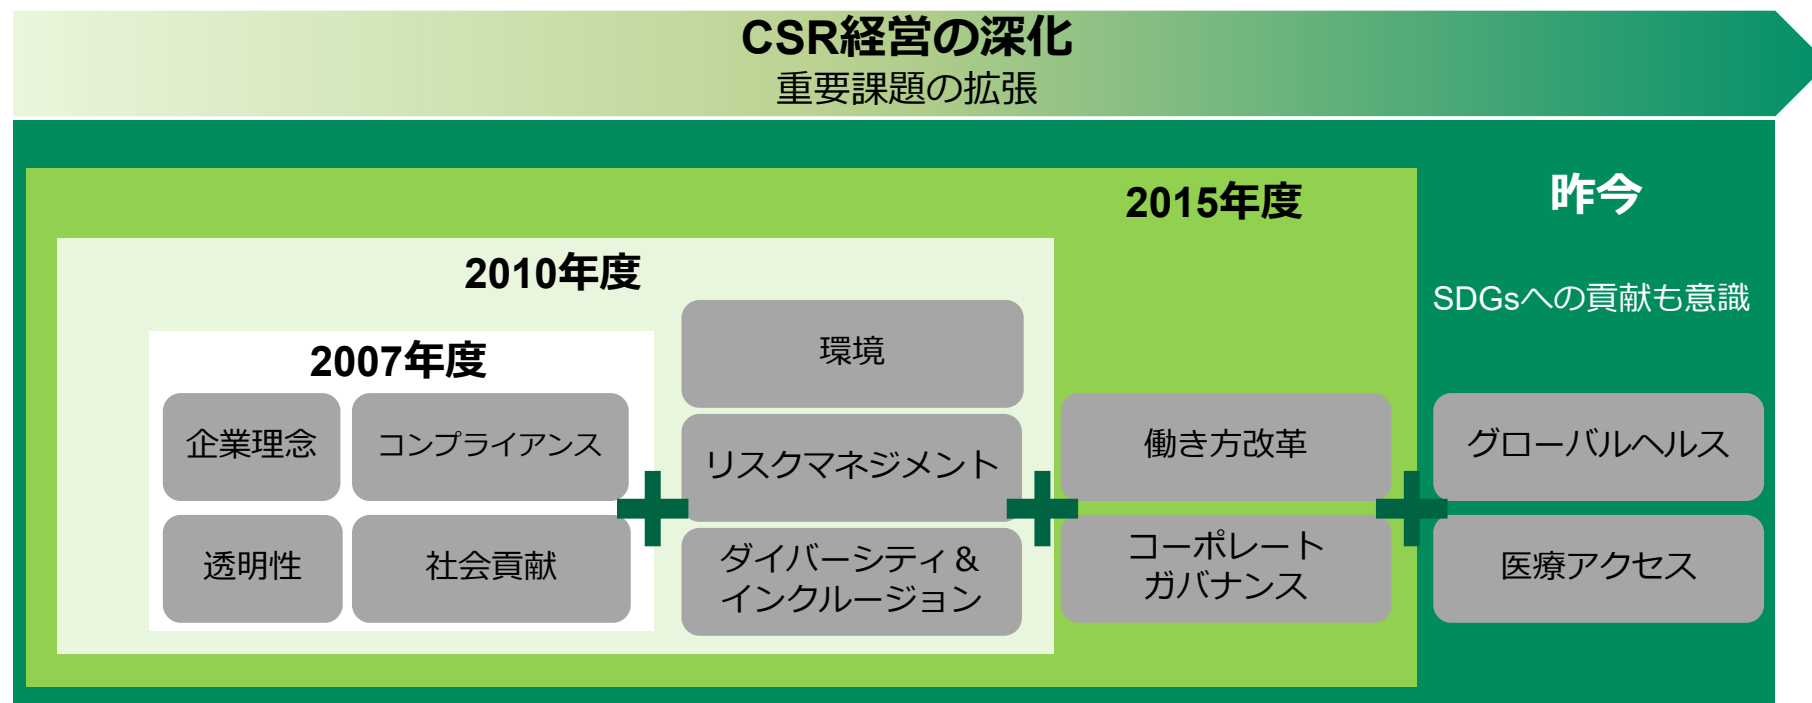 CSR経営の深化
重要課題の拡張
2007年度
企業理念
コンプライアンス
透明性
社会貢献
2010年度
環境
リスクマネジメント
ダイバーシティ＆
インクルージョン
2015年度
働き方改革
コーポレート
ガバナンス
昨今
SDGsへの貢献も意識
グローバルヘルス
医療アクセス